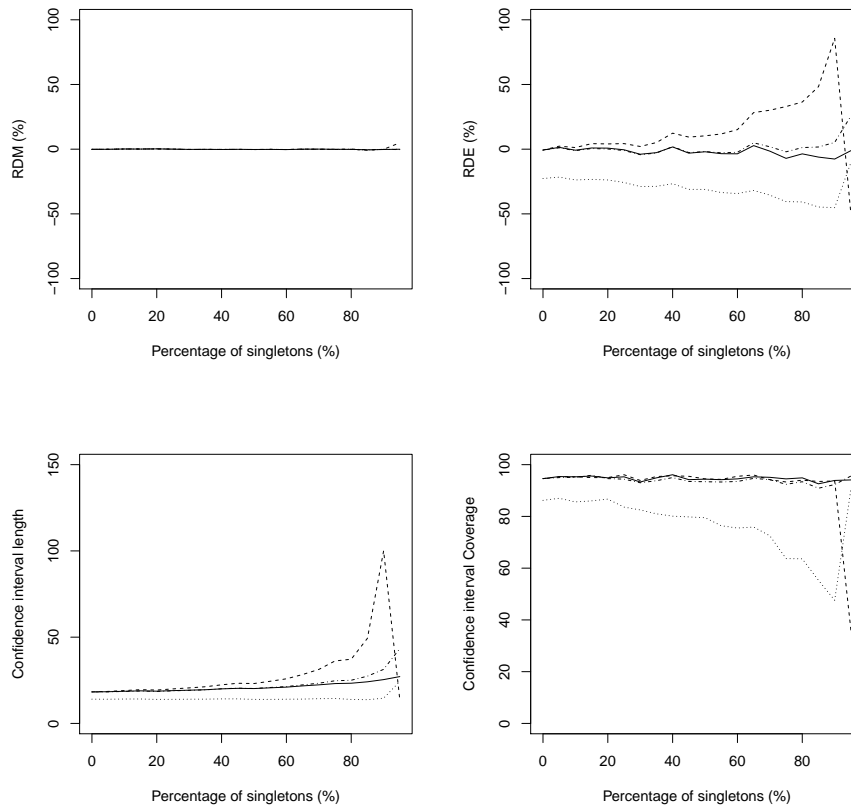 100
50
0
−50
−100
RDM (%)
0 20 40 60 80
Percentage of singletons (%)
100
50
0
−50
−100
RDE (%)
0 20 40 60 80
Percentage of singletons (%)
150
100
50
0
Confidence interval length
0 20 40 60 80
Percentage of singletons (%)
100
80
60
40
20
0
Confidence interval Coverage
0 20 40 60 80
Percentage of singletons (%)